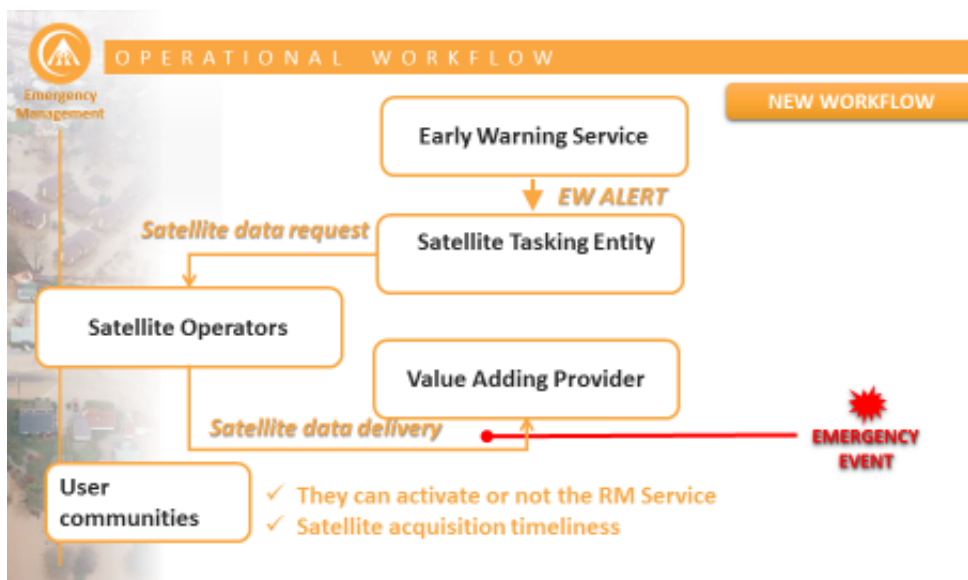 OPERATIONAL WORKFLOW
Emergency
Management
NEW WORKFLOW
Early Warning Service
EW ALERT
Satellite data request
Satellite Tasking Entity
Satellite Operators
Value Adding Provider
Satellite data delivery
EMERGENCY
EVENT
User
communities
✓ They can activate or not the RM Service
✓ Satellite acquisition timeliness